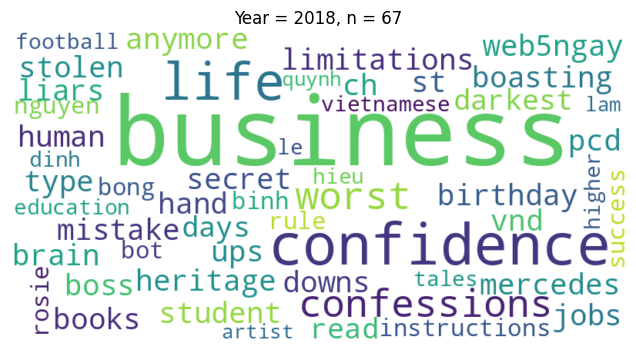 Year = 2018, n = 67
football anymore limitations web5ngay
stolen life quynh ch st boasting
liars nguyen vietnamese darkest lam
business
human le pcd
dinh secret hieu higher
type bong hand binh worst birthday success
education rule vnd
mistake days confidence
brain bot ups
boss heritage downs tales mercedes
rosie books student confessions jobs
artist read instructions